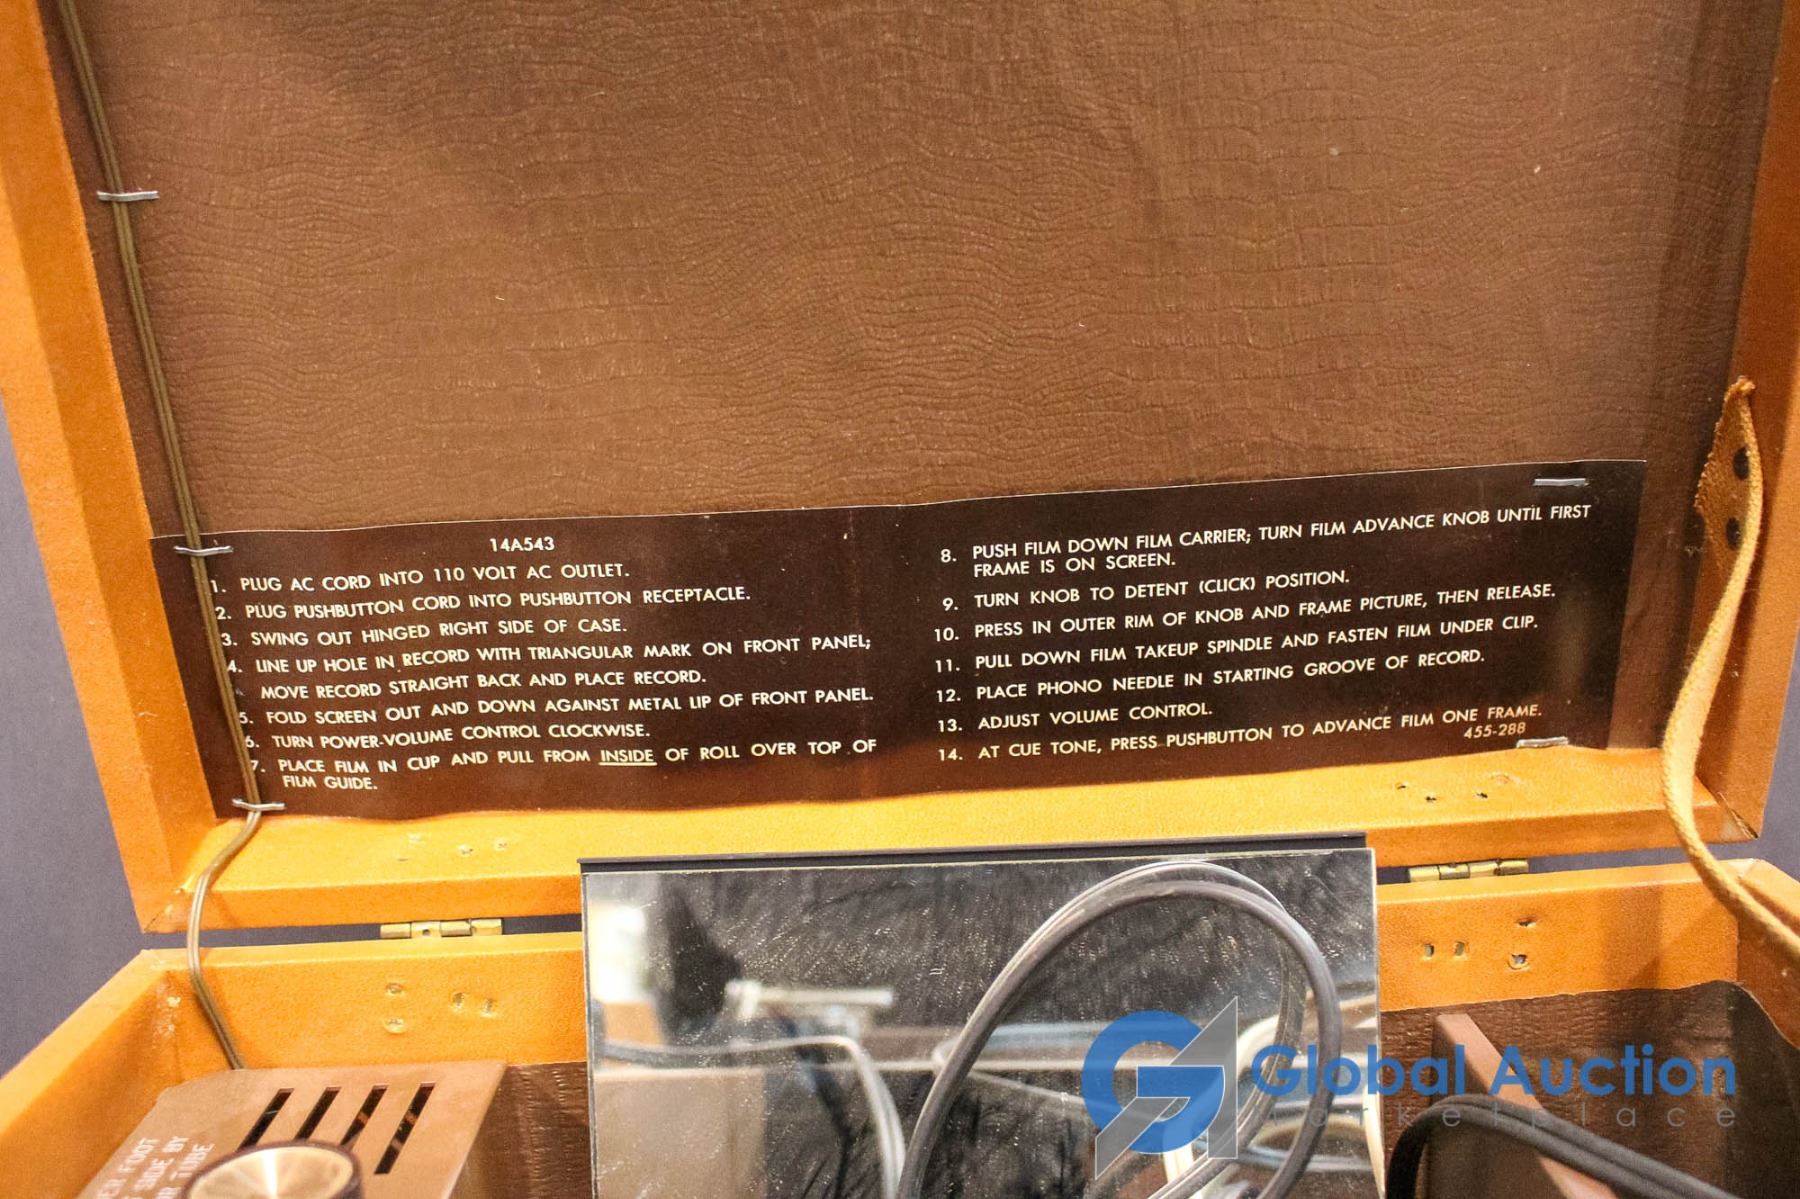 14A543
1. PLUG AC CORD INTO 110 VOLT AC OUTLET.
2. PLUG PUSHBUTTON CORD INTO PUSHBUTTON RECEPTACLE.
3. SWING OUT HINGED RIGHT SIDE OF CASE.
4. LINE UP HOLE IN RECORD WITH TRIANGULAR MARK ON FRONT PANEL;
MOVE RECORD STRAIGHT BACK AND PLACE RECORD.
5. FOLD SCREEN OUT AND DOWN AGAINST METAL LIP OF FRONT PANEL.
6. TURN POWER-VOLUME CONTROL CLOCKWISE.
7. PLACE FILM IN CUP AND PULL FROM INSIDE OF ROLL OVER TOP OF
FILM GUIDE.
8. PUSH FILM DOWN FILM CARRIER; TURN FILM ADVANCE KNOB UNTIL FIRST
FRAME IS ON SCREEN.
9. TURN KNOB TO DETENT (CLICK) POSITION.
10. PRESS IN OUTER RIM OF KNOB AND FRAME PICTURE, THEN RELEASE.
11. PULL DOWN FILM TAKEUP SPINDLE AND FASTEN FILM UNDER CLIP.
12. PLACE PHONO NEEDLE IN STARTING GROOVE OF RECORD.
13. ADJUST VOLUME CONTROL.
14. AT CUE TONE, PRESS PUSHBUTTON TO ADVANCE FILM ONE FRAME.
455-288
FOOT
SIDE BY
TUBE
Global Auction
Marketplace